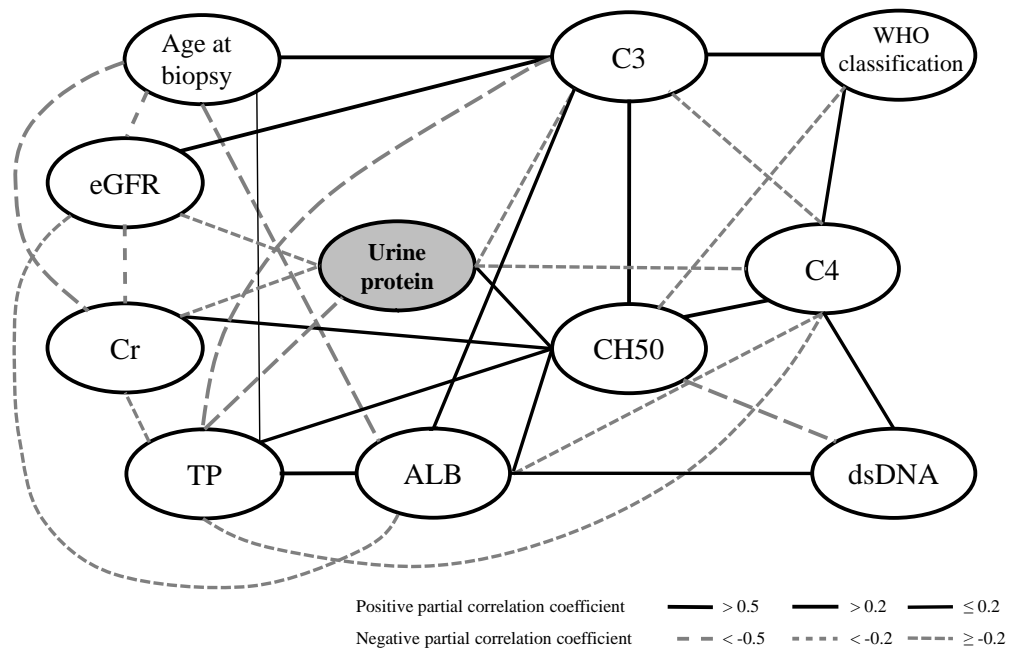 Age at
biopsy
C3
WHO
classification
eGFR
Urine
protein
C4
Cr
CH50
TP
ALB
dsDNA
Positive partial correlation coefficient > 0.5 > 0.2 ≤ 0.2
Negative partial correlation coefficient < -0.5 < -0.2 ≥ -0.2